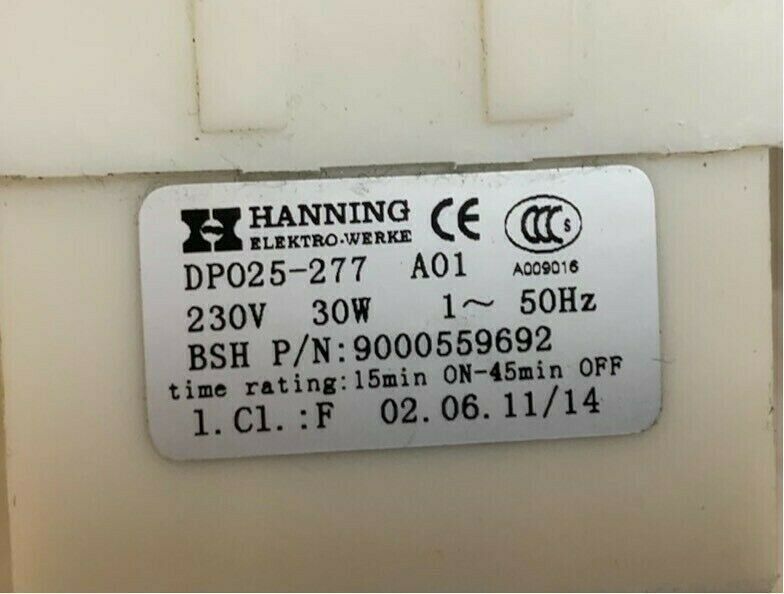 HANNING
ELEKTRO-WERKE
CE
CCC S
DP025-277 A01 A009016
230V 30W 1~ 50Hz
BSH P/N:9000559692
time rating:15min ON-45min OFF
1.Cl.:F 02.06.11/14